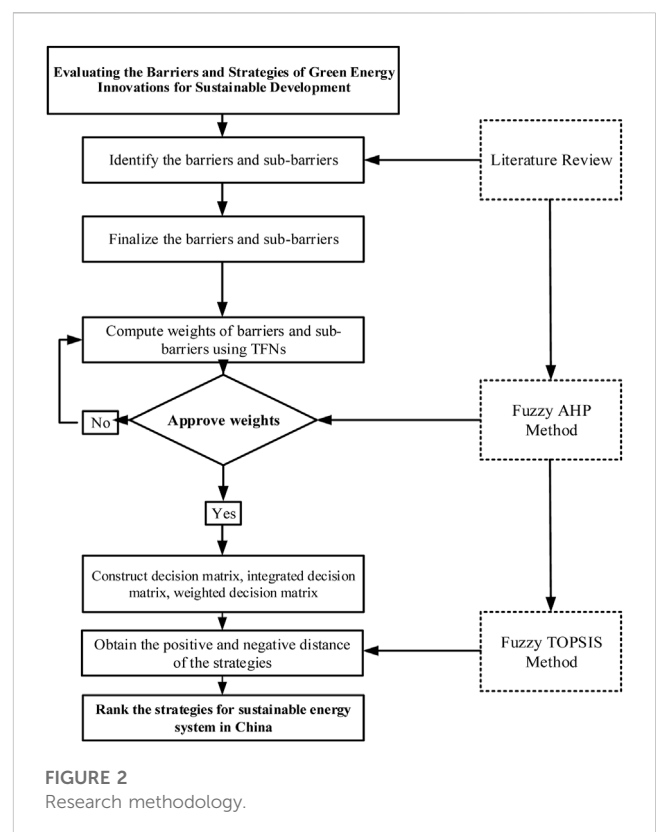 Evaluating the Barriers and Strategies of Green Energy
Innovations for Sustainable Development
Identify the barriers and sub-barriers
Literature Review
Finalize the barriers and sub-barriers
Compute weights of barriers and sub-
barriers using TFNs
No
Approve weights
Fuzzy AHP
Method
Yes
Construct decision matrix, integrated decision
matrix, weighted decision matrix
Obtain the positive and negative distance
of the strategies
Fuzzy TOPSIS
Method
Rank the strategies for sustainable energy
system in China
FIGURE 2
Research methodology.